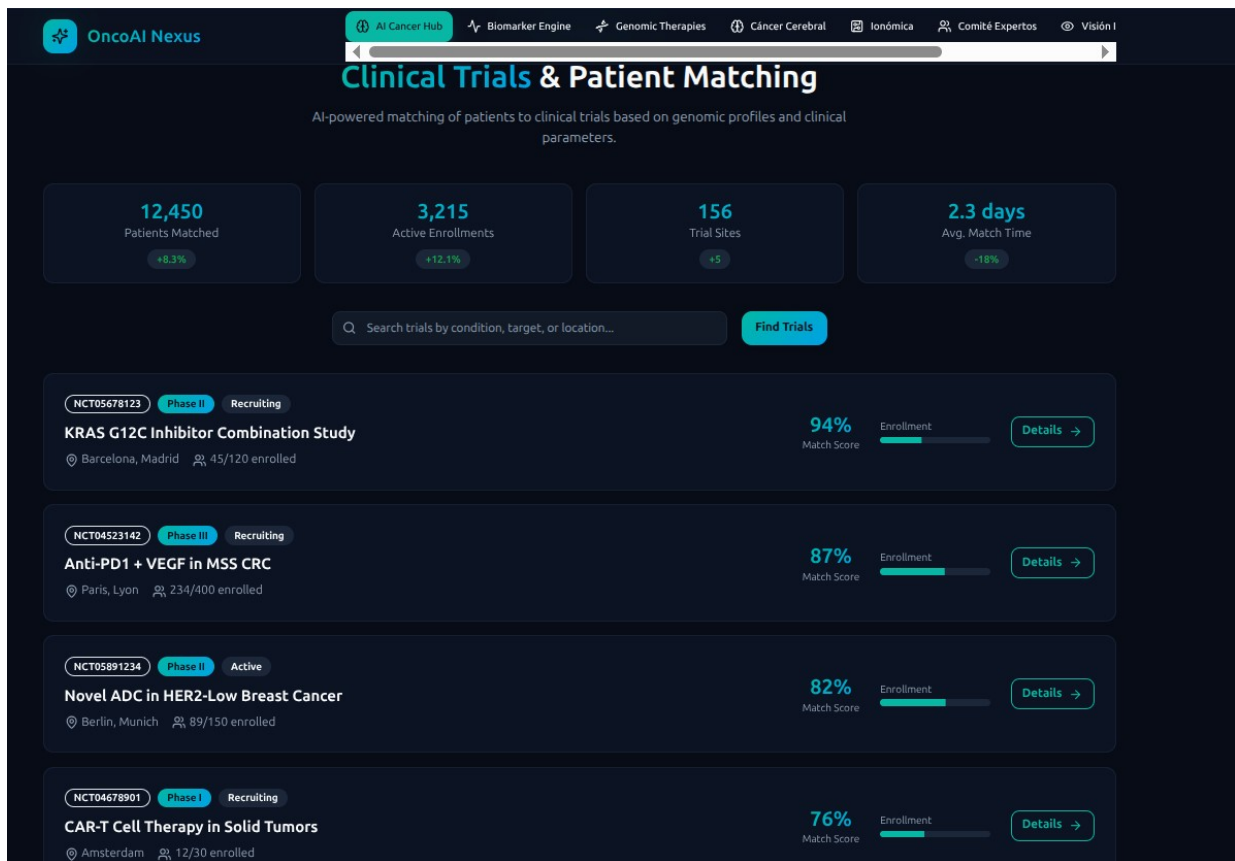 OncoAI Nexus
AI Cancer Hub
Biomarker Engine
Genomic Therapies
Cáncer Cerebral
Ionómica
Comité Expertos
Visión I
Clinical Trials & Patient Matching
AI-powered matching of patients to clinical trials based on genomic profiles and clinical
parameters.
12,450
Patients Matched
+8.3%
3,215
Active Enrollments
+12.1%
156
Trial Sites
+5
2.3 days
Avg. Match Time
-18%
Search trials by condition, target, or location...
Find Trials
NCT05678123 Phase II Recruiting
KRAS G12C Inhibitor Combination Study
Barcelona, Madrid 45/120 enrolled
94%
Match Score
Enrollment
Details →
NCT04523142 Phase III Recruiting
Anti-PD1 + VEGF in MSS CRC
Paris, Lyon 234/400 enrolled
87%
Match Score
Enrollment
Details →
NCT05891234 Phase II Active
Novel ADC in HER2-Low Breast Cancer
Berlin, Munich 89/150 enrolled
82%
Match Score
Enrollment
Details →
NCT04678901 Phase I Recruiting
CAR-T Cell Therapy in Solid Tumors
Amsterdam 12/30 enrolled
76%
Match Score
Enrollment
Details →